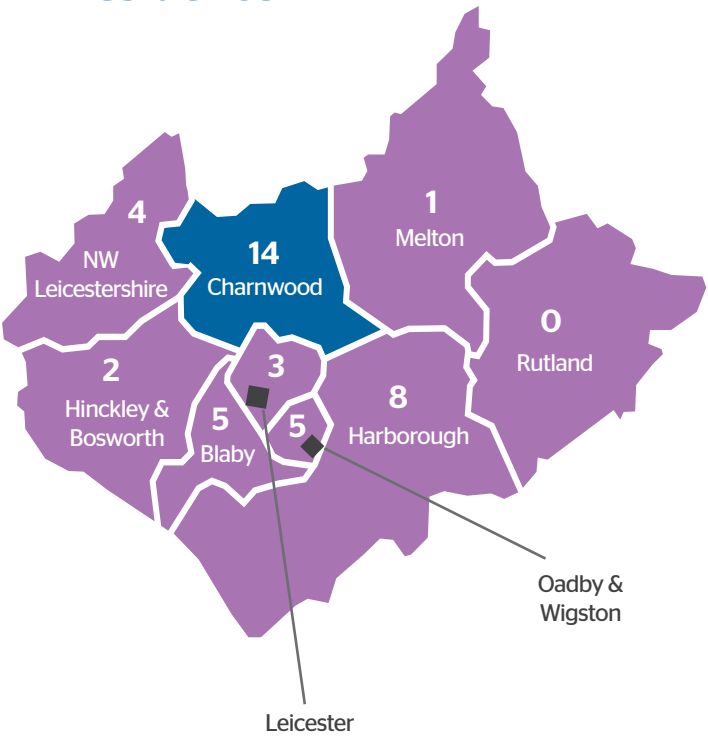 4
NW
Leicestershire
14
Charnwood
1
Melton
0
Rutland
2
Hinckley &
Bosworth
3
5
Blaby
5
8
Harborough
Oadby &
Wigston
Leicester